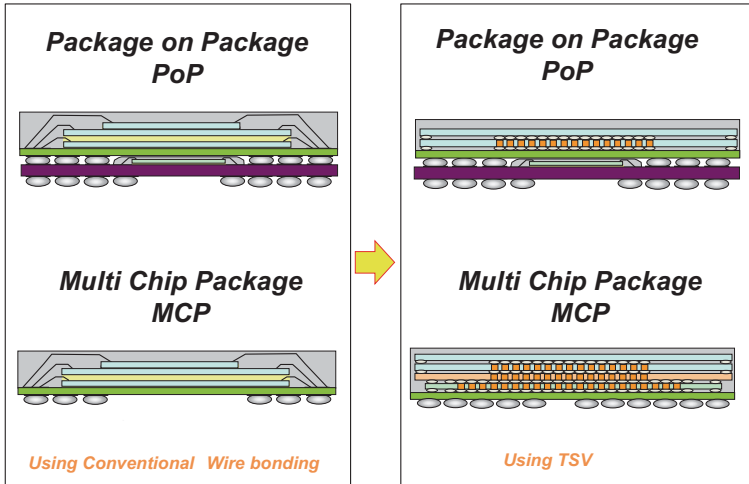 Package on Package
PoP
Multi Chip Package
MCP
Using Conventional Wire bonding
Package on Package
PoP
Multi Chip Package
MCP
Using TSV